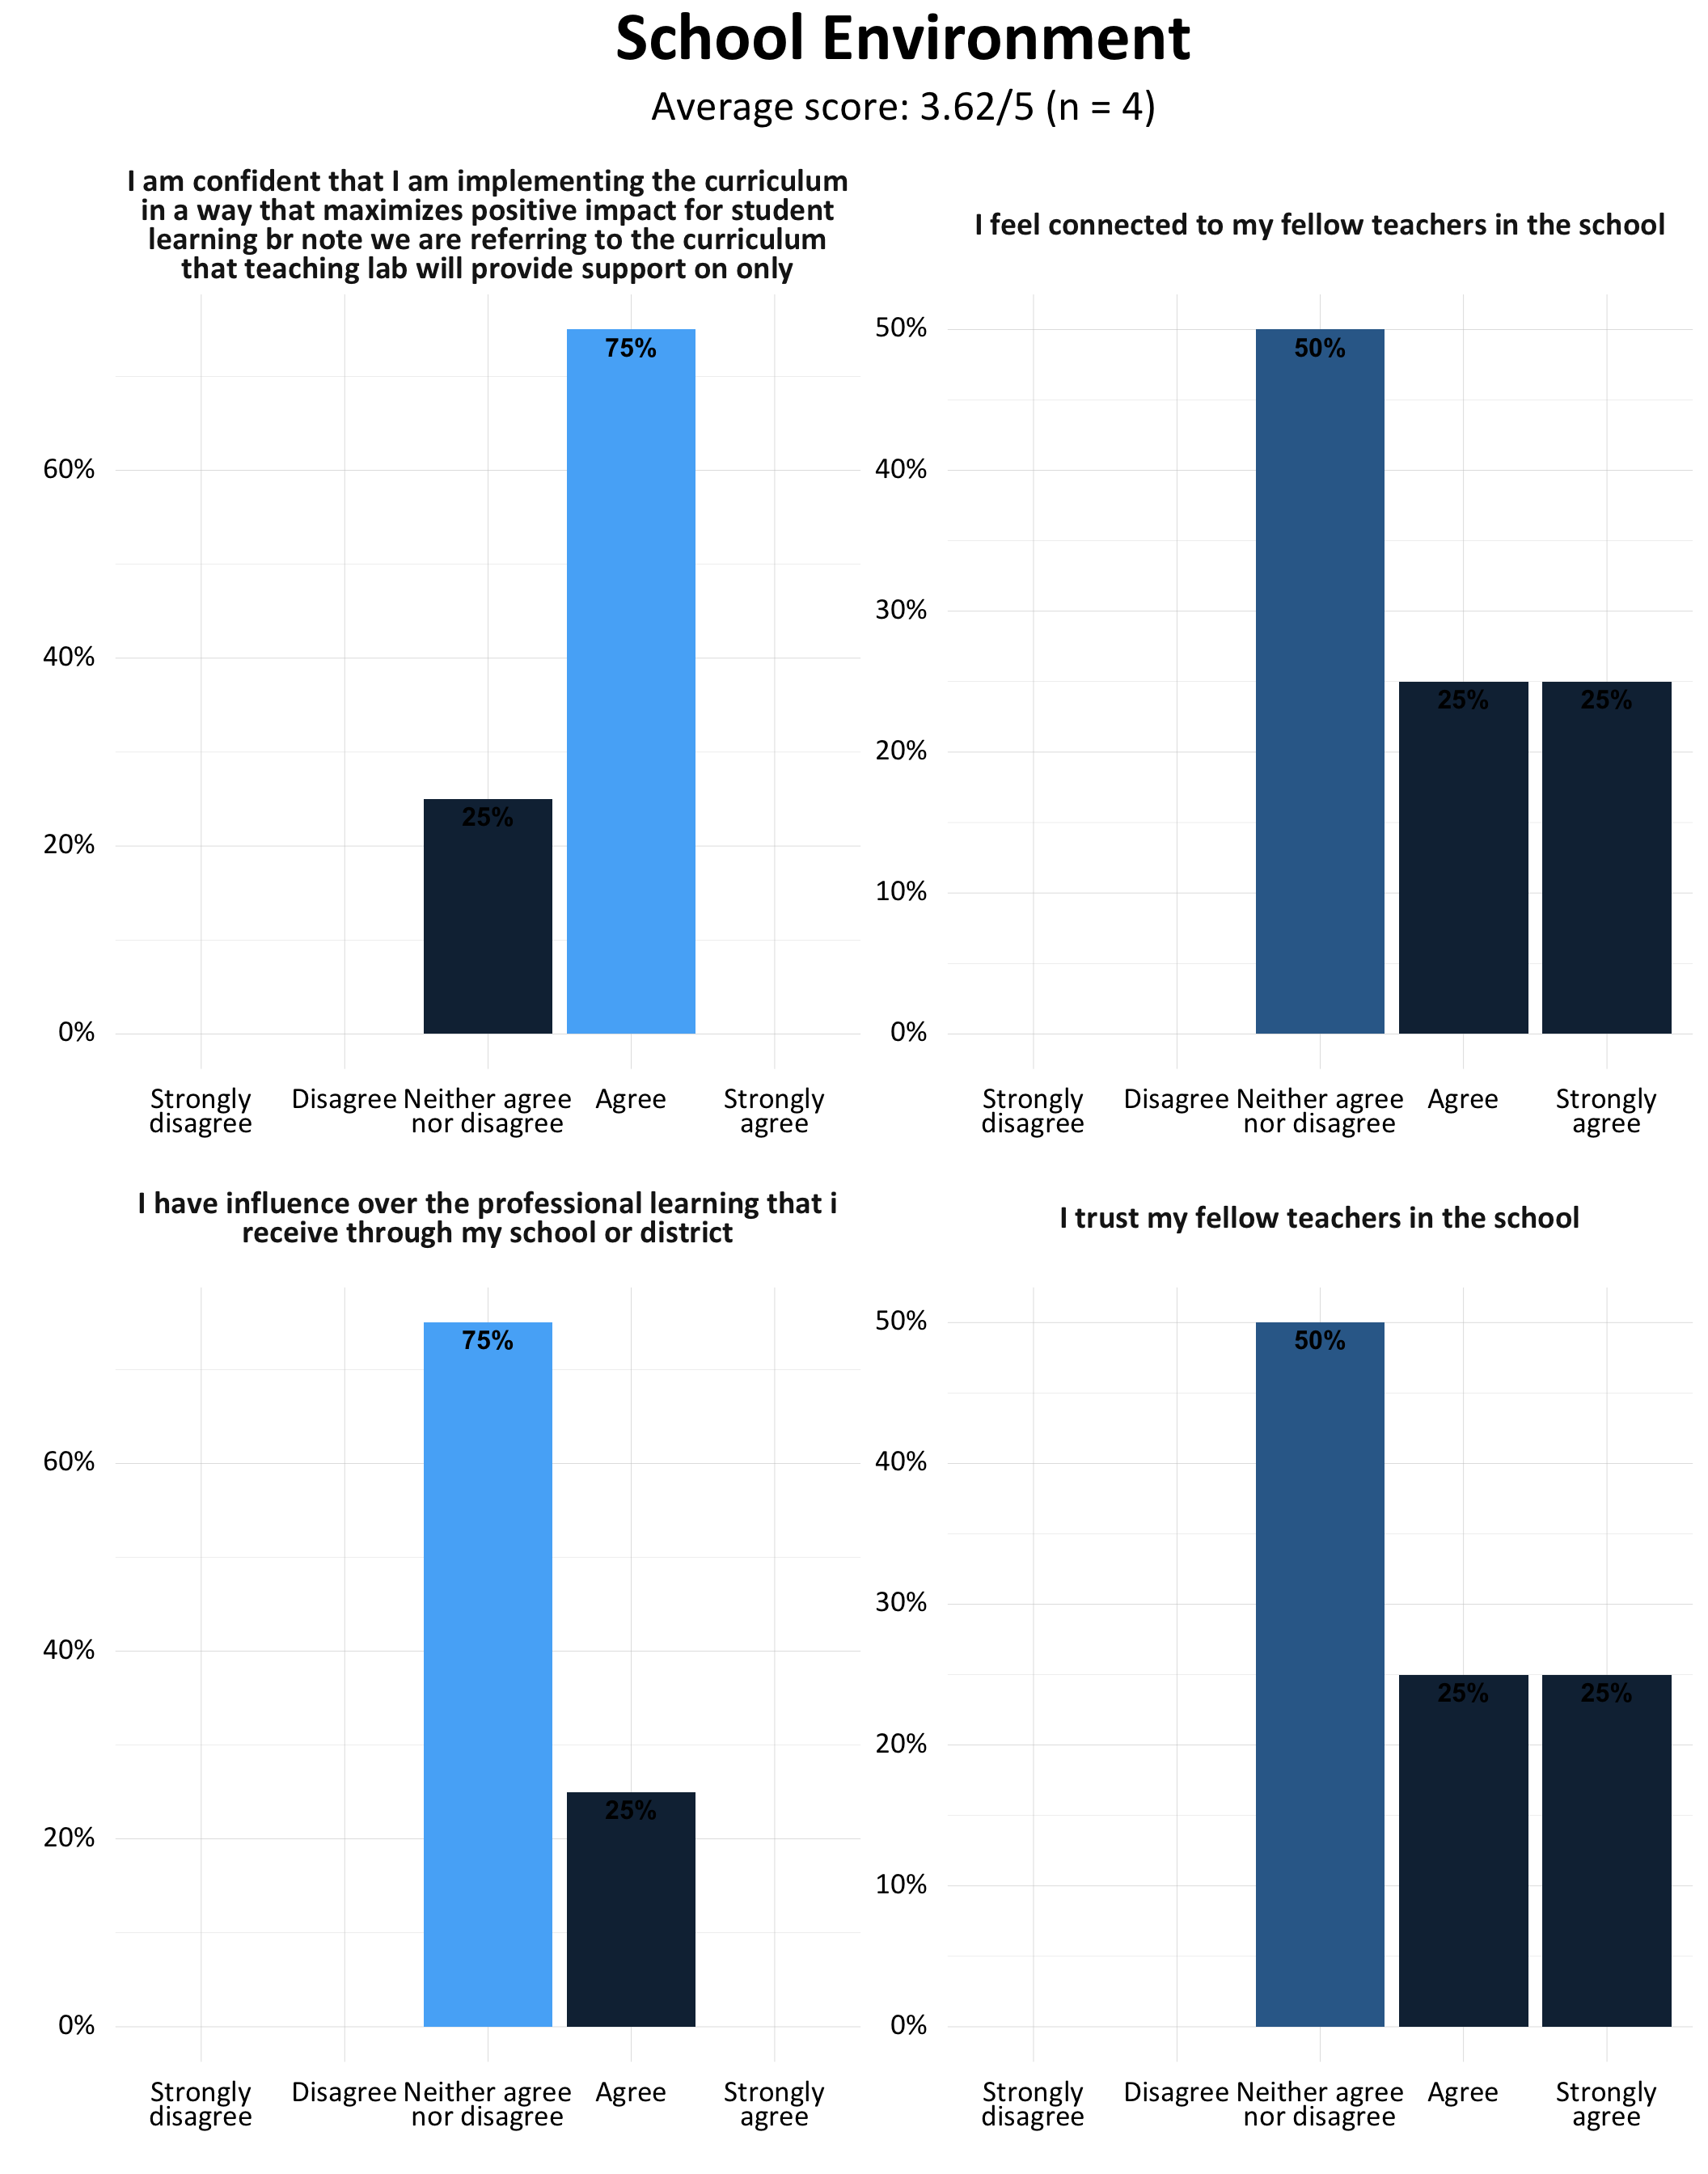 School Environment
Average score: 3.62/5 (n = 4)
I am confident that I am implementing the curriculum
in a way that maximizes positive impact for student
learning br note we are referring to the curriculum
that teaching lab will provide support on only
75%
60%
40%
25%
20%
0%
Strongly
disagree
Disagree
Neither agree
nor disagree
Agree
Strongly
agree
I feel connected to my fellow teachers in the school
50%
50%
40%
30%
25%
25%
20%
10%
0%
Strongly
disagree
Disagree
Neither agree
nor disagree
Agree
Strongly
agree
I have influence over the professional learning that i
receive through my school or district
75%
60%
40%
25%
20%
0%
Strongly
disagree
Disagree
Neither agree
nor disagree
Agree
Strongly
agree
I trust my fellow teachers in the school
50%
50%
40%
30%
25%
25%
20%
10%
0%
Strongly
disagree
Disagree
Neither agree
nor disagree
Agree
Strongly
agree